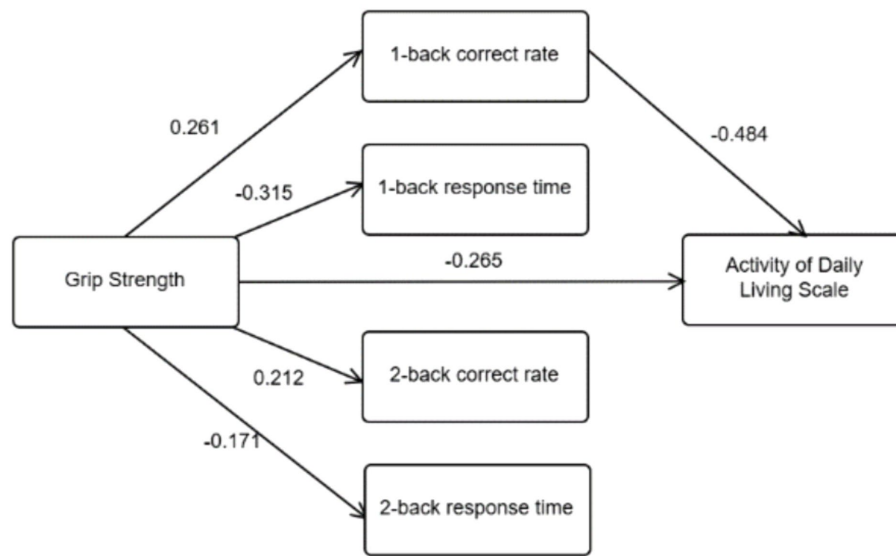 1-back correct rate
0.261
-0.484
-0.315
1-back response time
Grip Strength
-0.265
Activity of Daily
Living Scale
0.212
2-back correct rate
-0.171
2-back response time